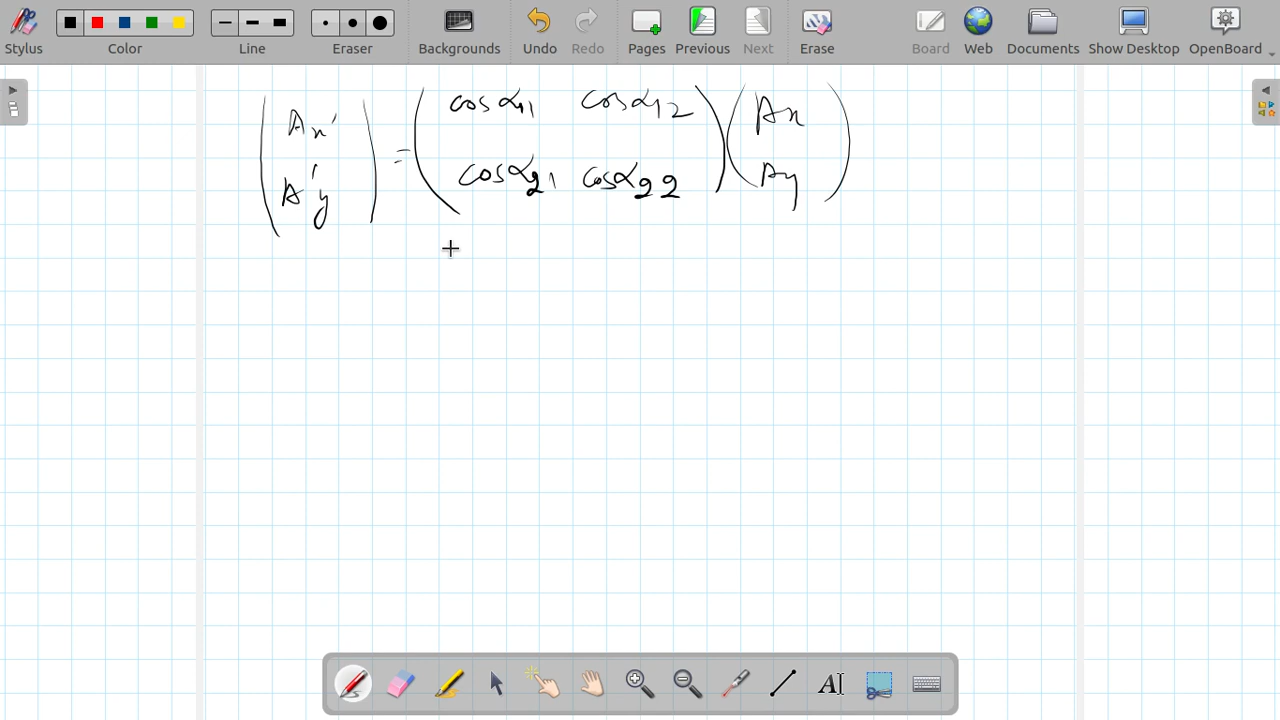 Stylus Color Line Eraser Backgrounds Undo Redo Pages Previous Next Erase Board Web Documents Show Desktop OpenBoard
( Ax' ) = ( cosα11 cosα12 ) ( Ax )
( A'y ) ( cosα21 cosα22 ) ( Ay )